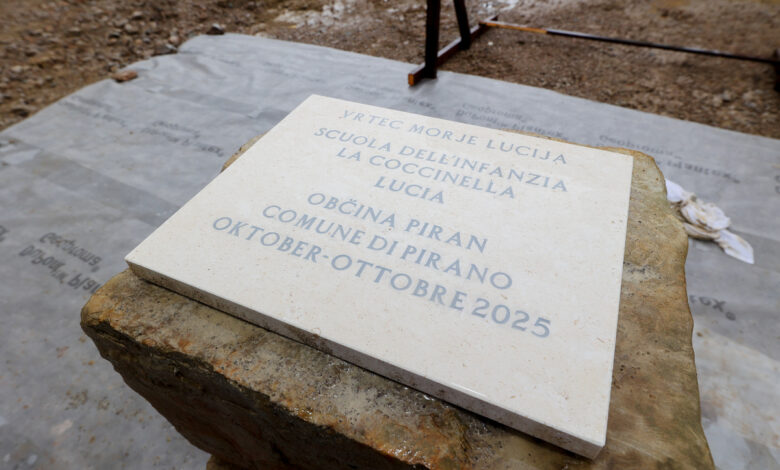 VRTEC MORJE LUCIJA
SCUOLA DELL'INFANZIA
LA COCCINELLA
LUCIA
OBČINA PIRAN
COMUNE DI PIRANO
OKTOBER-OTTOBRE 2025